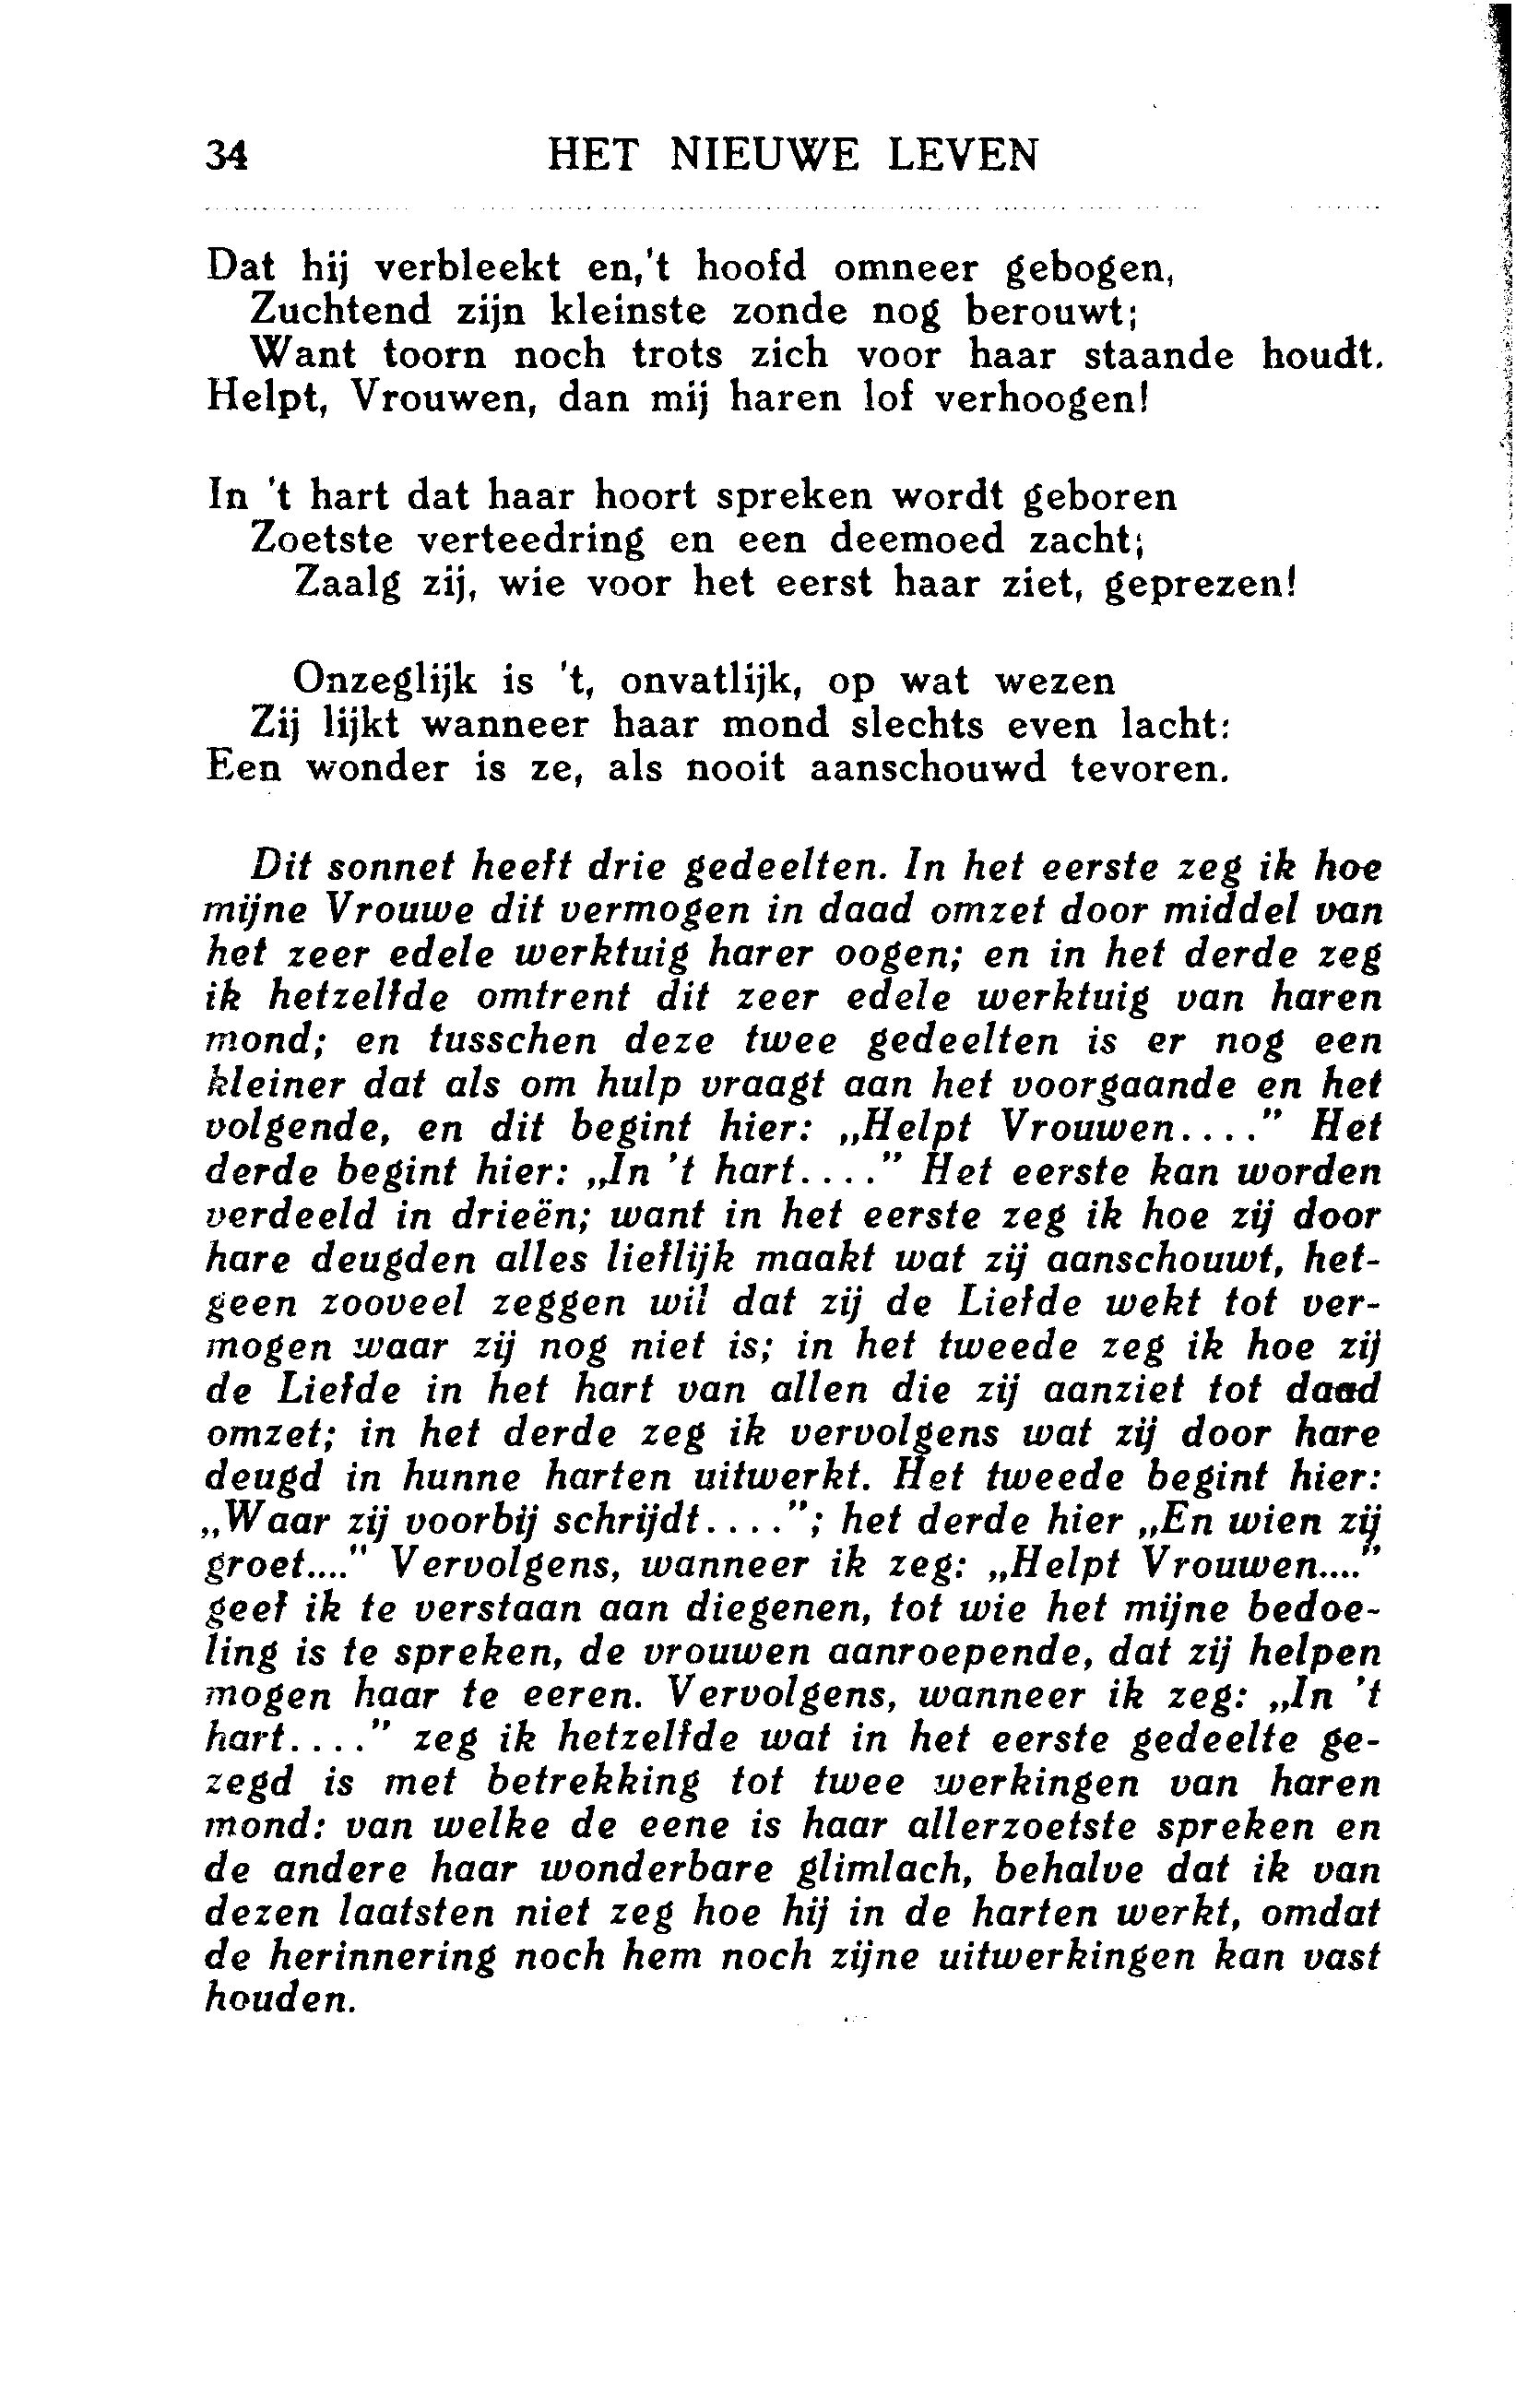 34 HET NIEUWE LEVEN
Dat hij verbleekt en,'t hoofd omneer gebogen,
Zuchtend zijn kleinste zonde nog berouwt;
Want toorn noch trots zich voor haar staande houdt.
Helpt, Vrouwen, dan mij haren lof verhoogen!
In 't hart dat haar hoort spreken wordt geboren
Zoetste verteedring en een deemoed zacht;
Zaalg zij, wie voor het eerst haar ziet, geprezen!
Onzeglijk is 't, onvatlijk, op wat wezen
Zij lijkt wanneer haar mond slechts even lacht:
Een wonder is ze, als nooit aanschouwd tevoren.
Dit sonnet heeft drie gedeelten. In het eerste zeg ik hoe
mijne Vrouwe dit vermogen in daad omzet door middel van
het zeer edele werktuig harer oogen; en in het derde zeg
ik hetzelfde omtrent dit zeer edele werktuig van haren
mond; en tusschen deze twee gedeelten is er nog een
kleiner dat als om hulp vraagt aan het voorgaande en het
volgende, en dit begint hier: „Helpt Vrouwen...." Het
derde begint hier: „In 't hart...." Het eerste kan worden
verdeeld in drieën; want in het eerste zeg ik hoe zij door
hare deugden alles lieflijk maakt wat zij aanschouwt, het-
geen zooveel zeggen wil dat zij de Liefde wekt tot ver-
mogen waar zij nog niet is; in het tweede zeg ik hoe zij
de Liefde in het hart van allen die zij aanziet tot daad
omzet; in het derde zeg ik vervolgens wat zij door hare
deugd in hunne harten uitwerkt. Het tweede begint hier:
„Waar zij voorbij schrijdt...."; het derde hier „En wien zij
groet...." Vervolgens, wanneer ik zeg: „Helpt Vrouwen...."
geef ik te verstaan aan diegenen, tot wie het mijne bedoe-
ling is te spreken, de vrouwen aanroepende, dat zij helpen
mogen haar te eeren. Vervolgens, wanneer ik zeg: „In 't
hart...." zeg ik hetzelfde wat in het eerste gedeelte ge-
zegd is met betrekking tot twee werkingen van haren
mond: van welke de eene is haar allerzoetste spreken en
de andere haar wonderbare glimlach, behalve dat ik van
dezen laatsten niet zeg hoe hij in de harten werkt, omdat
de herinnering noch hem noch zijne uitwerkingen kan vast
houden.